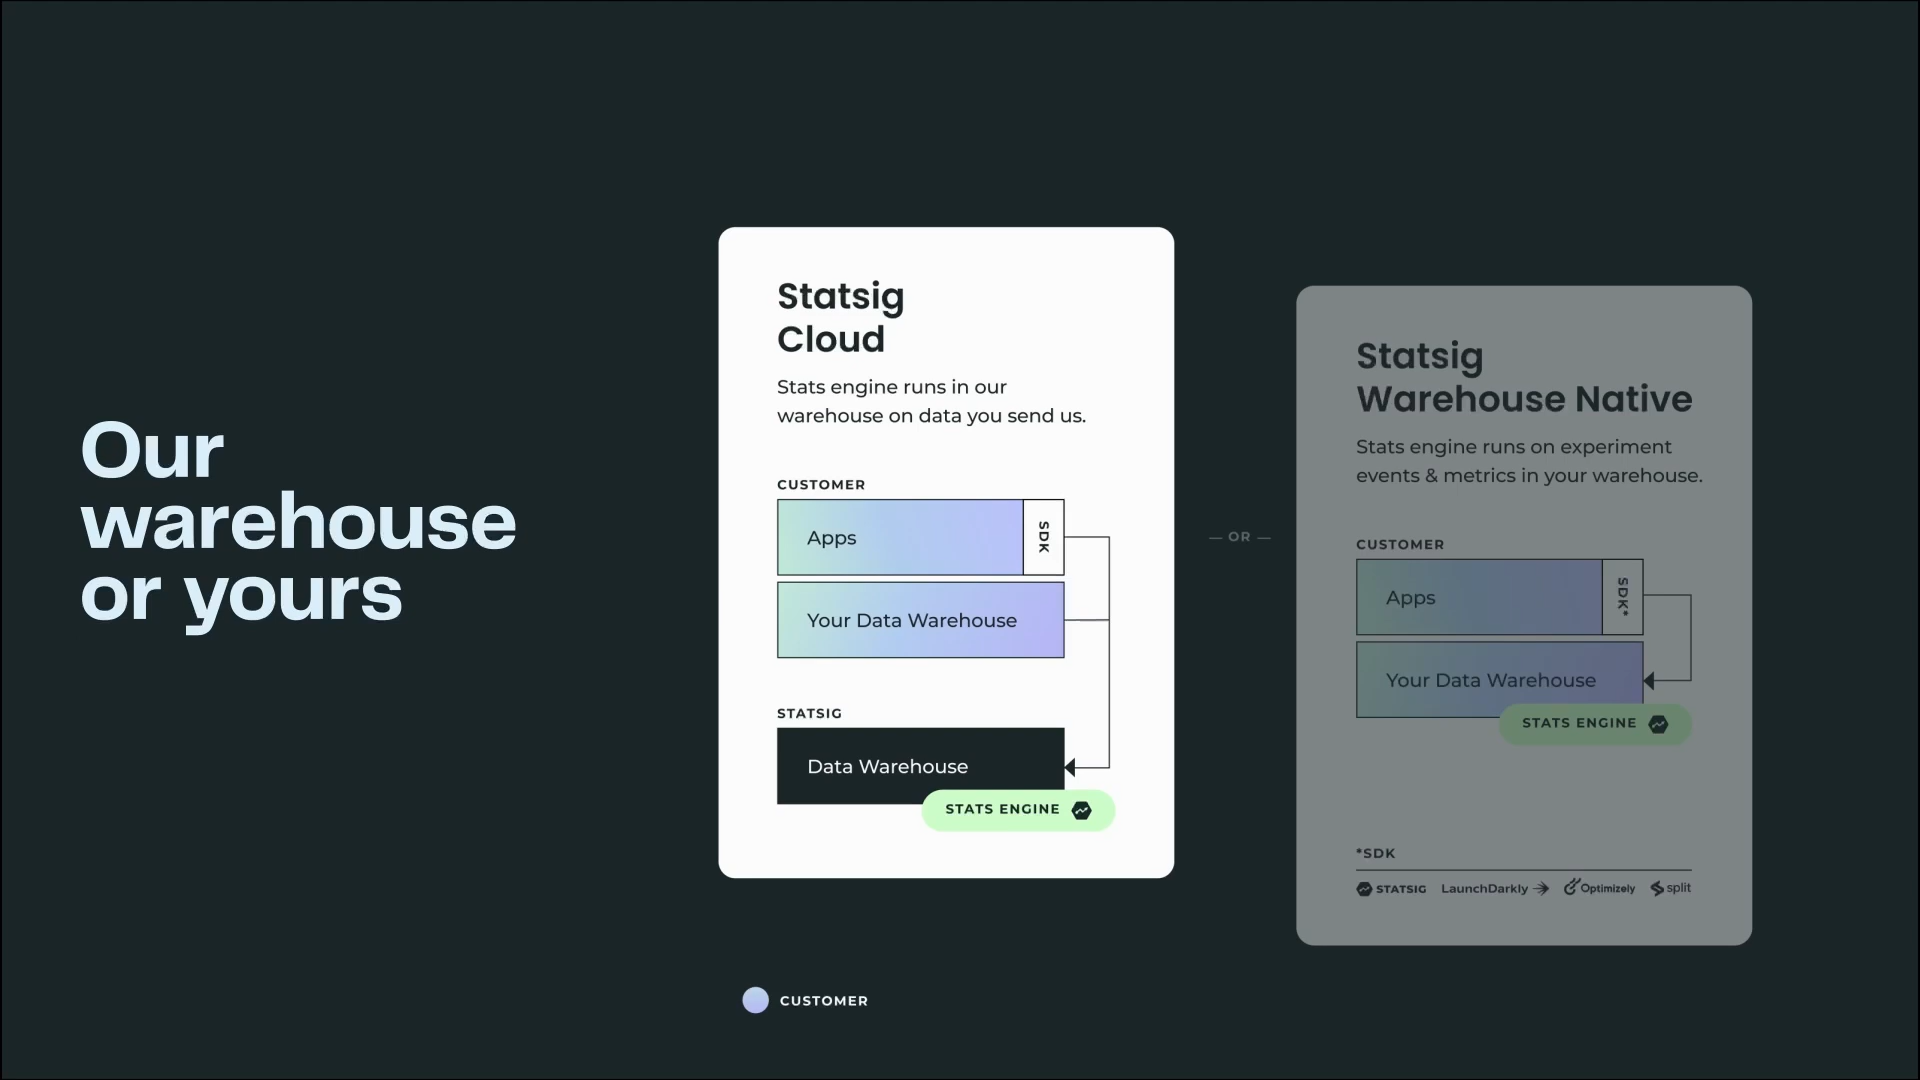 Our
warehouse
or yours
Statsig
Cloud
Stats engine runs in our
warehouse on data you send us.
CUSTOMER
Apps
SDK
Your Data Warehouse
STATSIG
Data Warehouse
STATS ENGINE
— OR —
Statsig
Warehouse Native
Stats engine runs on experiment
events & metrics in your warehouse.
CUSTOMER
Apps
SDK*
Your Data Warehouse
STATS ENGINE
*SDK
STATSIG LaunchDarkly Optimizely split
CUSTOMER